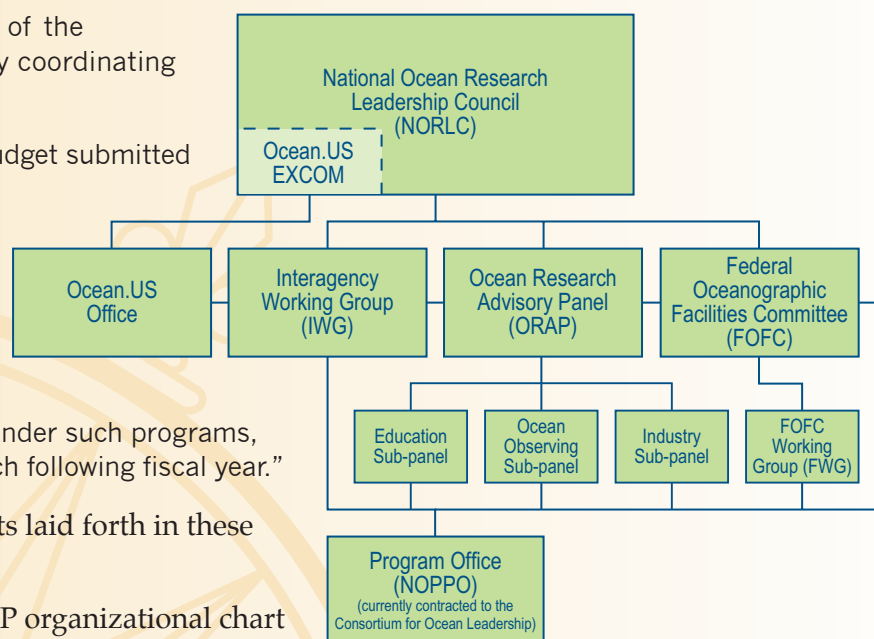 of the
y coordinating
udget submitted
nder such programs,
ch following fiscal year.”
ts laid forth in these
P organizational chart
National Ocean Research
Leadership Council
(NORLC)
Ocean.US
EXCOM
Ocean.US
Office
Interagency
Working Group
(IWG)
Ocean Research
Advisory Panel
(ORAP)
Federal
Oceanographic
Facilities Committee
(FOFC)
Education
Sub-panel
Ocean
Observing
Sub-panel
Industry
Sub-panel
FOFC
Working
Group (FWG)
Program Office
(NOPPO)
(currently contracted to the
Consortium for Ocean Leadership)